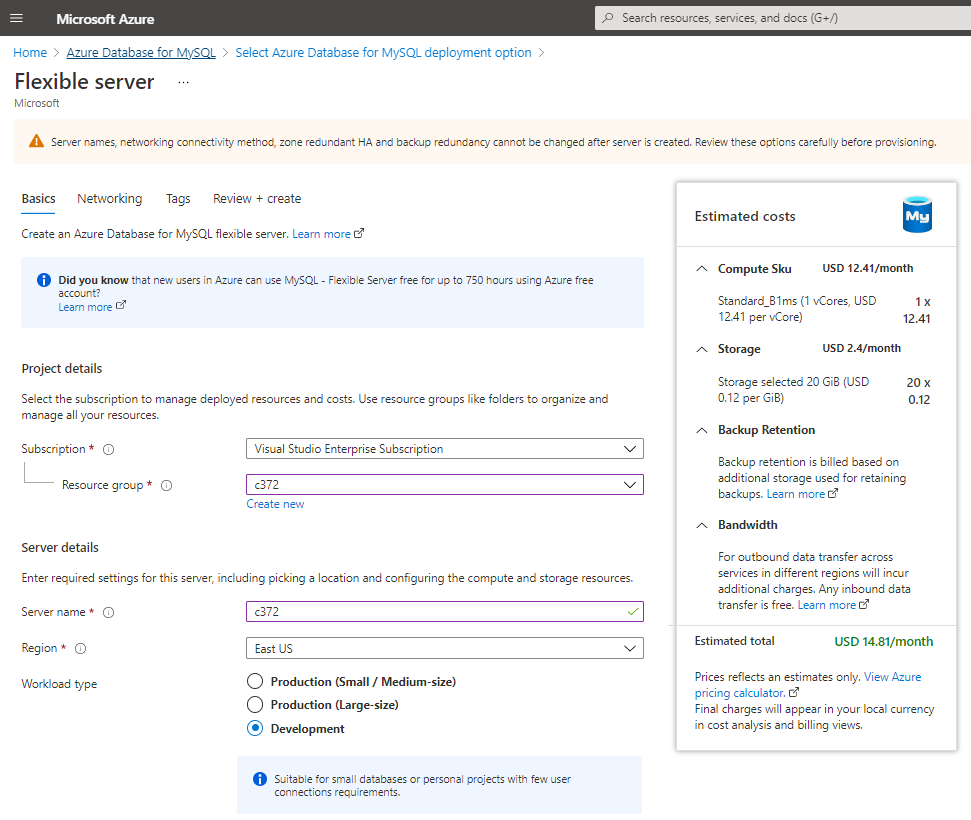 Microsoft Azure
Search resources, services, and docs (G+/)
Home > Azure Database for MySQL > Select Azure Database for MySQL deployment option >
Flexible server ...
Microsoft
Server names, networking connectivity method, zone redundant HA and backup redundancy cannot be changed after server is created. Review these options carefully before provisioning.
Basics Networking Tags Review + create
Create an Azure Database for MySQL flexible server. Learn more
Did you know that new users in Azure can use MySQL - Flexible Server free for up to 750 hours using Azure free
account?
Learn more
Project details
Select the subscription to manage deployed resources and costs. Use resource groups like folders to organize and
manage all your resources.
Subscription *
Visual Studio Enterprise Subscription
Resource group *
c372
Create new
Server details
Enter required settings for this server, including picking a location and configuring the compute and storage resources.
Server name *
c372
Region *
East US
Workload type
Production (Small / Medium-size)
Production (Large-size)
Development
Suitable for small databases or personal projects with few user
connections requirements.
Estimated costs
My
Compute Sku USD 12.41/month
Standard_B1ms (1 vCores, USD 1 x
12.41 per vCore) 12.41
Storage USD 2.4/month
Storage selected 20 GiB (USD 20 x
0.12 per GiB) 0.12
Backup Retention
Backup retention is billed based on
additional storage used for retaining
backups. Learn more
Bandwidth
For outbound data transfer across
services in different regions will incur
additional charges. Any inbound data
transfer is free. Learn more
Estimated total USD 14.81/month
Prices reflect an estimates only. View Azure
pricing calculator.
Final charges will appear in your local currency
in cost analysis and billing views.